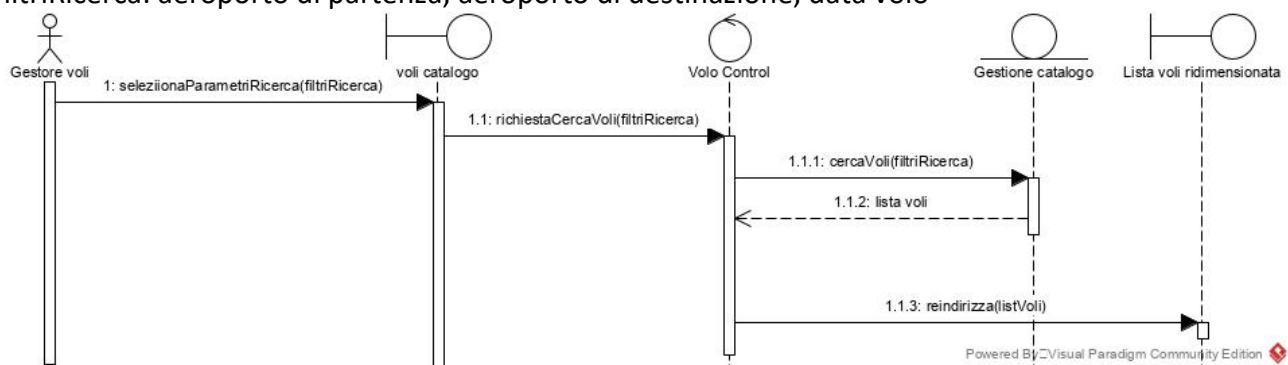 filtriRicerca: aeroporto di partenza, aeroporto di destinazione, data volo
Gestore voli
voli catalogo
Volo Control
Gestione catalogo
Lista voli ridimensionata
1: seleziionaParametriRicerca(filtriRicerca)
1.1: richiestaCercaVoli(filtriRicerca)
1.1.1: cercaVoli(filtriRicerca)
1.1.2: lista voli
1.1.3: reindirizza(listVoli)
Powered By Visual Paradigm Community Edition